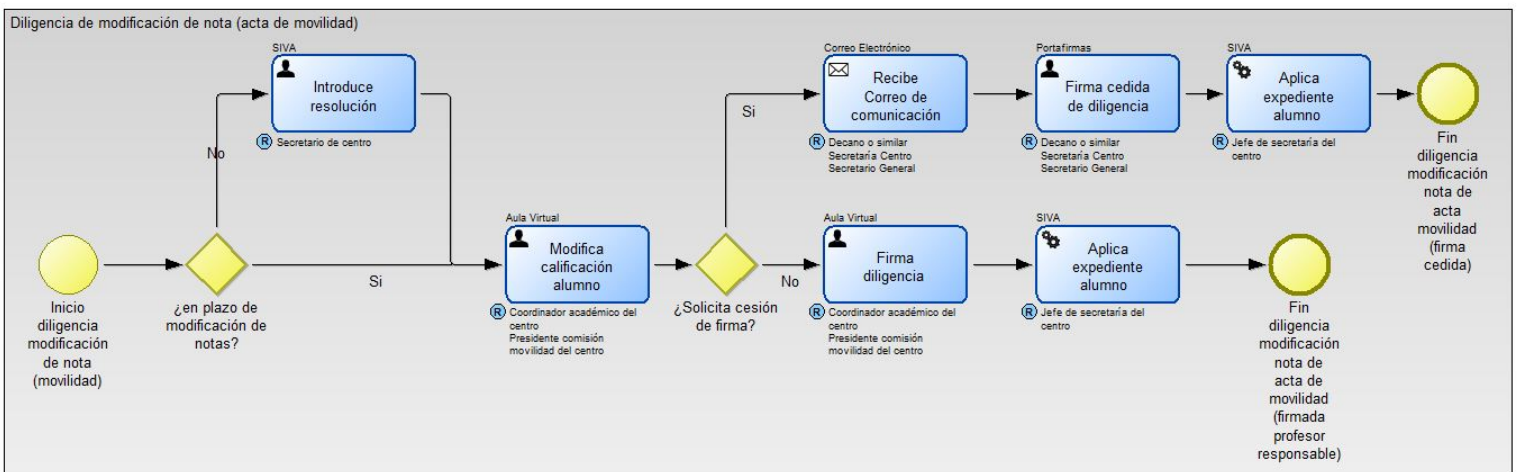 Diligencia de modificación de nota (acta de movilidad)
SIVA
Introduce
resolución
R
Secretario de centro
No
Inicio
diligencia
modificación
de nota
(movilidad)
¿en plazo de
modificación de
notas?
Si
Aula Virtual
Modifica
calificación
alumno
R
Coordinador académico del
centro
Presidente comisión
movilidad del centro
¿Solicita cesión
de firma?
Si
Correo Electrónico
Recibe
Correo de
comunicación
R
Decano o similar
Secretaría Centro
Secretario General
Portafirmas
Firma cedida
de diligencia
R
Decano o similar
Secretaría Centro
Secretario General
SIVA
Aplica
expediente
alumno
R
Jefe de secretaría del
centro
Fin
diligencia
modificación
nota de
acta
movilidad
(firma
cedida)
No
Aula Virtual
Firma
diligencia
R
Coordinador académico del
centro
Presidente comisión
movilidad del centro
SIVA
Aplica
expediente
alumno
R
Jefe de secretaría del
centro
Fin
diligencia
modificación
nota de
acta de
movilidad
(firmada
profesor
responsable)